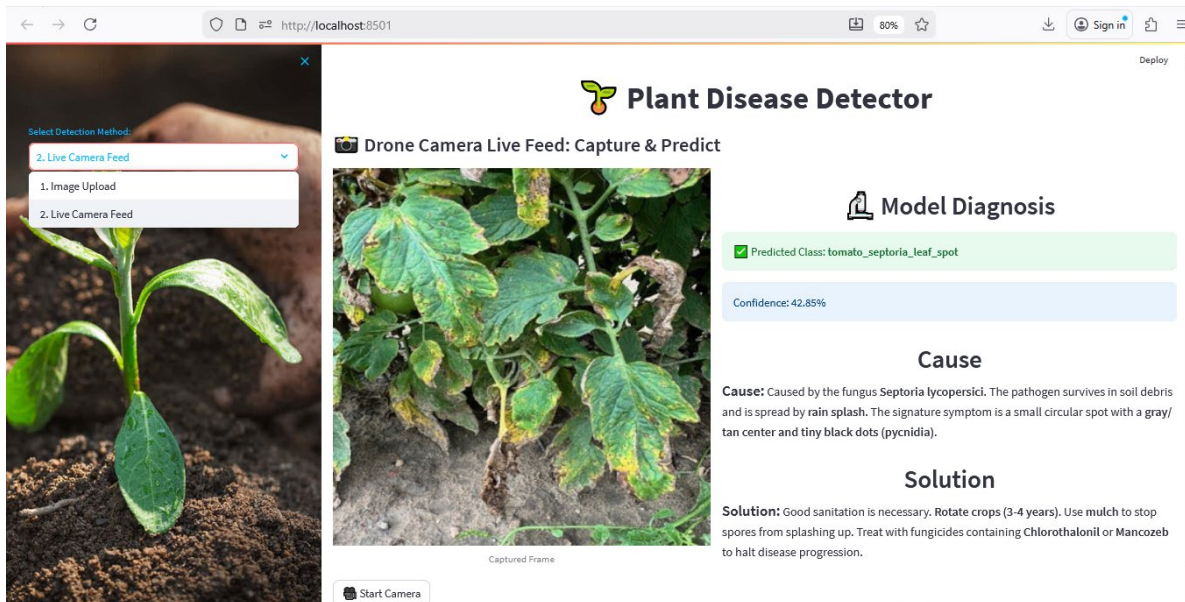 http://localhost:8501
80%
Sign in
Deploy
Select Detection Method:
2. Live Camera Feed
1. Image Upload
2. Live Camera Feed
Plant Disease Detector
Drone Camera Live Feed: Capture & Predict
Captured Frame
Start Camera
Model Diagnosis
Predicted Class: tomato_septoria_leaf_spot
Confidence: 42.85%
Cause
Cause: Caused by the fungus Septoria lycopersici. The pathogen survives in soil debris
and is spread by rain splash. The signature symptom is a small circular spot with a gray/
tan center and tiny black dots (pycnidia).
Solution
Solution: Good sanitation is necessary. Rotate crops (3-4 years). Use mulch to stop
spores from splashing up. Treat with fungicides containing Chlorothalonil or Mancozeb
to halt disease progression.